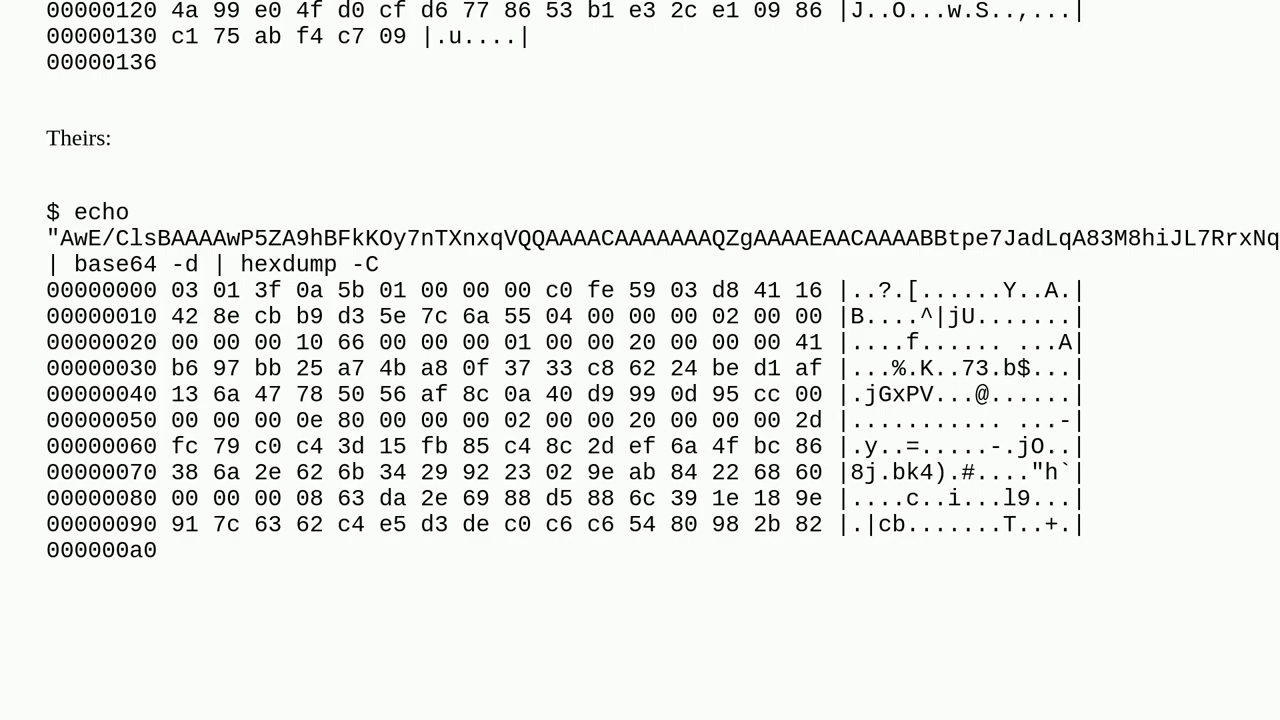 00000120 4a 99 e0 4f d0 cf d6 77 86 53 b1 e3 2c e1 09 86 |J..O...w.S..,...|
00000130 c1 75 ab f4 c7 09 |.u....|
00000136
Theirs:
$ echo
"AwE/ClsBAAAAwP5ZA9hBFkKOy7nTXnxqVQQAAAACAAAAAAAQZgAAAAEAACAAAABBtpe7JadLqA83M8hiJL7RrxNq
| base64 -d | hexdump -C
00000000 03 01 3f 0a 5b 01 00 00 00 c0 fe 59 03 d8 41 16 |..?.[......Y..A.|
00000010 42 8e cb b9 d3 5e 7c 6a 55 04 00 00 00 02 00 00 |B....^|jU.......|
00000020 00 00 00 10 66 00 00 00 01 00 00 20 00 00 00 41 |....f...... ...A|
00000030 b6 97 bb 25 a7 4b a8 0f 37 33 c8 62 24 be d1 af |...%.K..73.b$...|
00000040 13 6a 47 78 50 56 af 8c 0a 40 d9 99 0d 95 cc 00 |.jGxPV...@......|
00000050 00 00 00 0e 80 00 00 00 02 00 00 20 00 00 00 2d |........... ...-|
00000060 fc 79 c0 c4 3d 15 fb 85 c4 8c 2d ef 6a 4f bc 86 |.y..=.....-.jO..|
00000070 38 6a 2e 62 6b 34 29 92 23 02 9e ab 84 22 68 60 |8j.bk4).#...."h`|
00000080 00 00 00 08 63 da 2e 69 88 d5 88 6c 39 1e 18 9e |....c..i...l9...|
00000090 91 7c 63 62 c4 e5 d3 de c0 c6 c6 54 80 98 2b 82 |.|cb.......T..+.|
000000a0